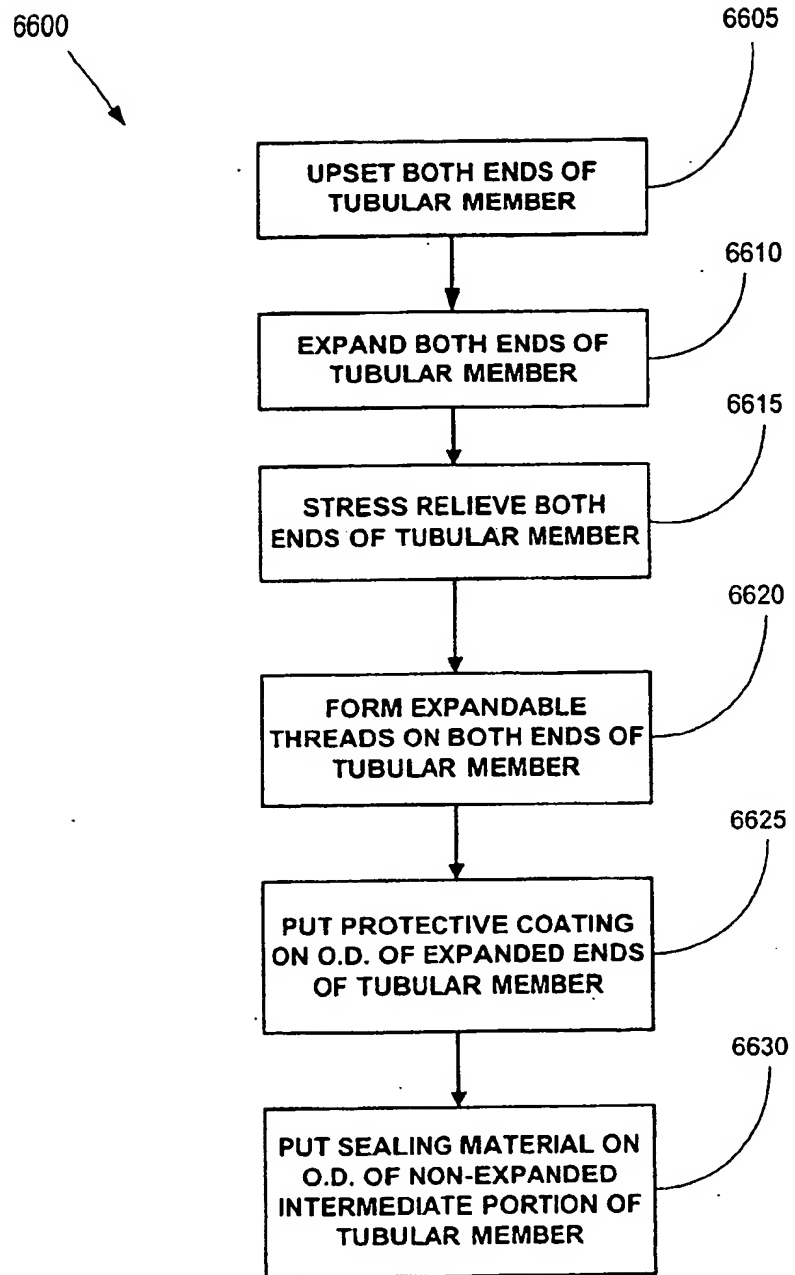 6600
6605
UPSET BOTH ENDS OF
TUBULAR MEMBER
6610
EXPAND BOTH ENDS OF
TUBULAR MEMBER
6615
STRESS RELIEVE BOTH
ENDS OF TUBULAR MEMBER
6620
FORM EXPANDABLE
THREADS ON BOTH ENDS OF
TUBULAR MEMBER
6625
PUT PROTECTIVE COATING
ON O.D. OF EXPANDED ENDS
OF TUBULAR MEMBER
6630
PUT SEALING MATERIAL ON
O.D. OF NON-EXPANDED
INTERMEDIATE PORTION OF
TUBULAR MEMBER